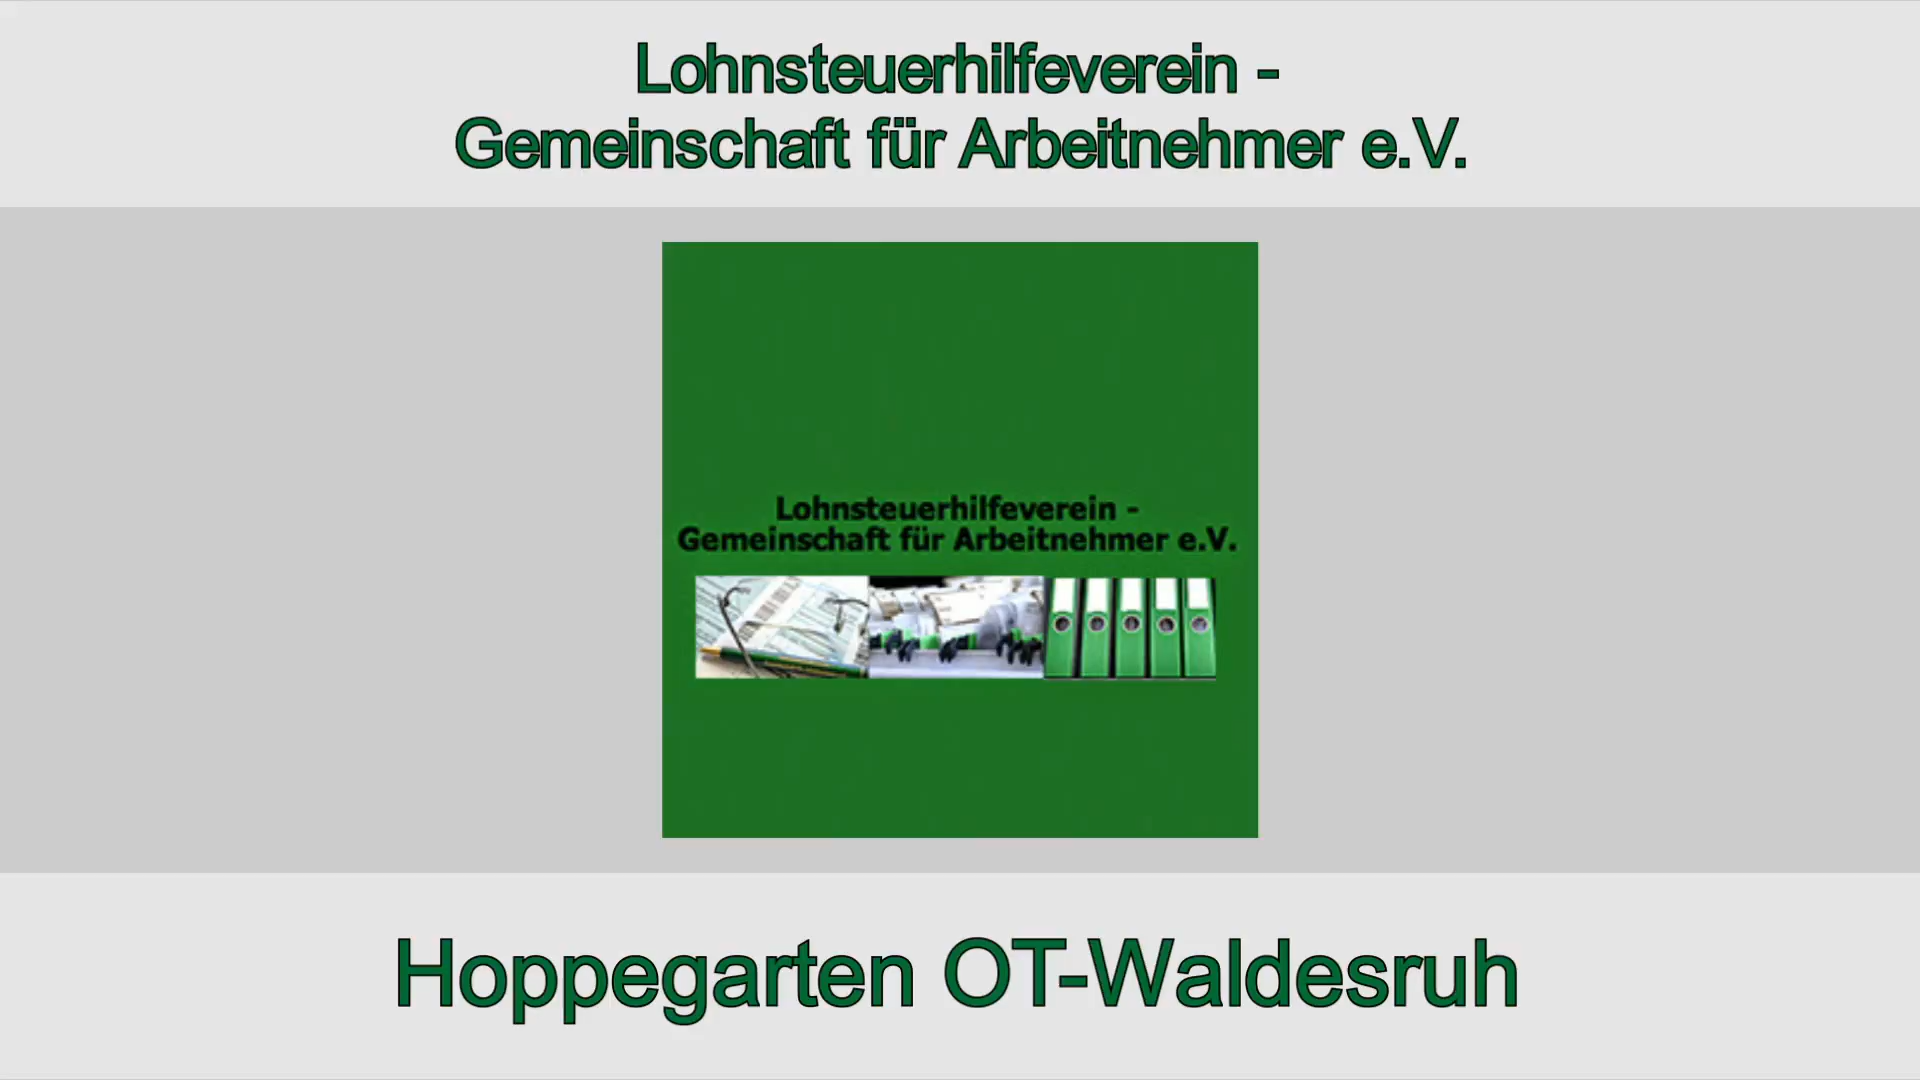 Lohnsteuerhilfeverein -
Gemeinschaft für Arbeitnehmer e.V.
Lohnsteuerhilfeverein -
Gemeinschaft für Arbeitnehmer e.V.
Hoppegarten OT-Waldesruh